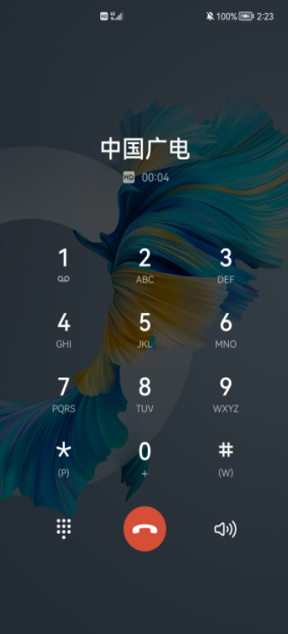 HD 100% 2:23
中国广电
HD 00:04
1 2 3
ABC DEF
4 5 6
GHI JKL MNO
7 8 9
PQRS TUV WXYZ
* 0 #
(P) + (W)